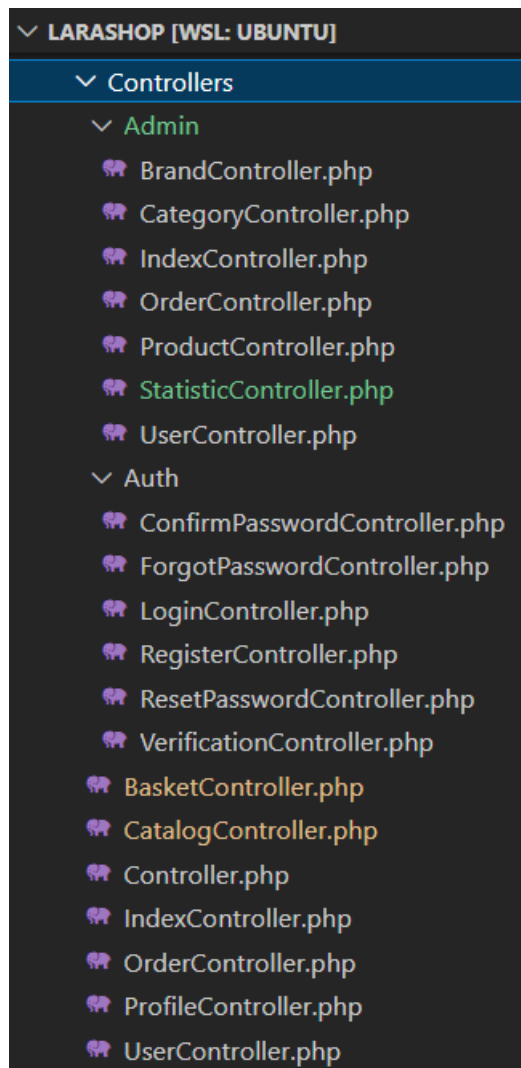 LARASHOP [WSL: UBUNTU]
Controllers
Admin
BrandController.php
CategoryController.php
IndexController.php
OrderController.php
ProductController.php
StatisticController.php
UserController.php
Auth
ConfirmPasswordController.php
ForgotPasswordController.php
LoginController.php
RegisterController.php
ResetPasswordController.php
VerificationController.php
BasketController.php
CatalogController.php
Controller.php
IndexController.php
OrderController.php
ProfileController.php
UserController.php